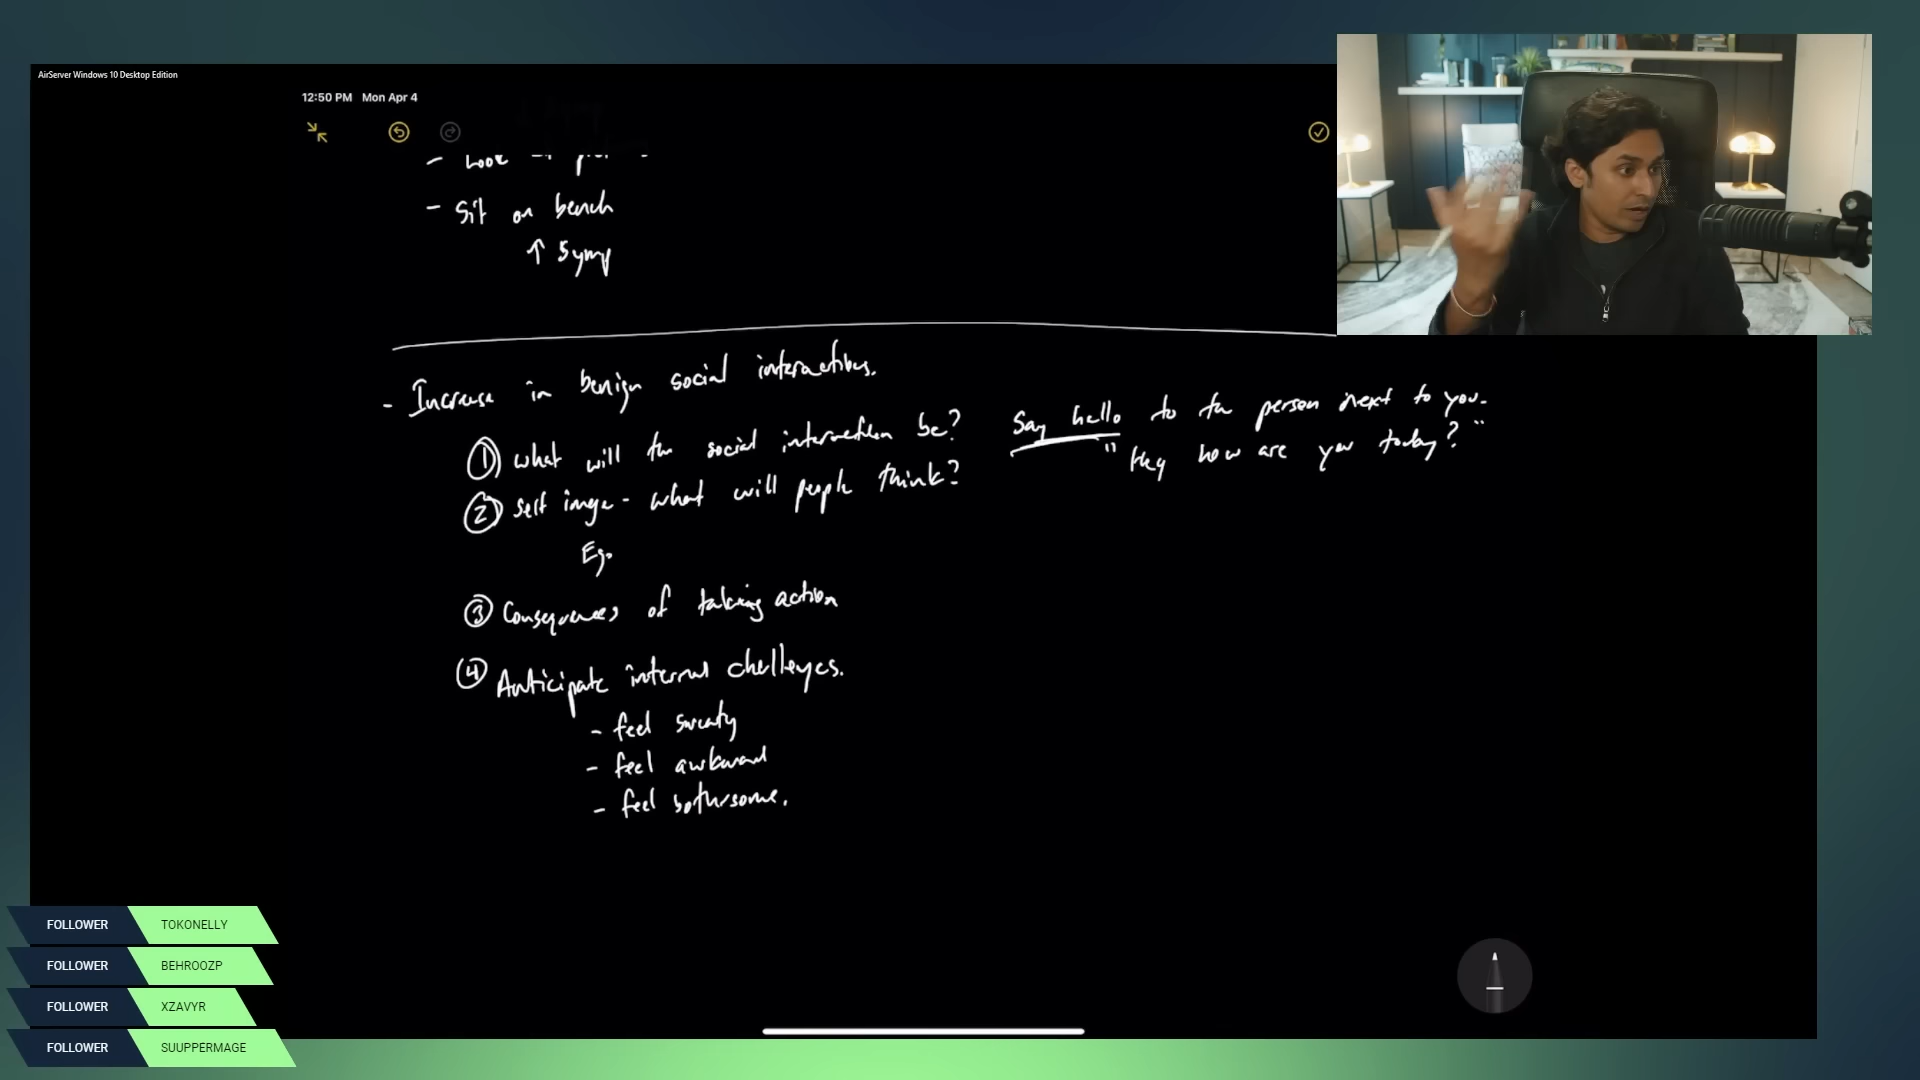 AirServer Windows 10 Desktop Edition
12:50 PM Mon Apr 4
- Look
- Sit on bench
↑ Symp
- Increase in benign social interactions.
① What will the social interaction be?
Say hello to the person next to you.
"Hey how are you today?"
② Self image - what will people think?
Eg.
③ Consequences of taking action
④ Anticipate internal challenges.
- feel sweaty
- feel awkward
- feel bothersome.
FOLLOWER TOKONELLY
FOLLOWER BEHROOZP
FOLLOWER XZAVYR
FOLLOWER SUUPPERMAGE